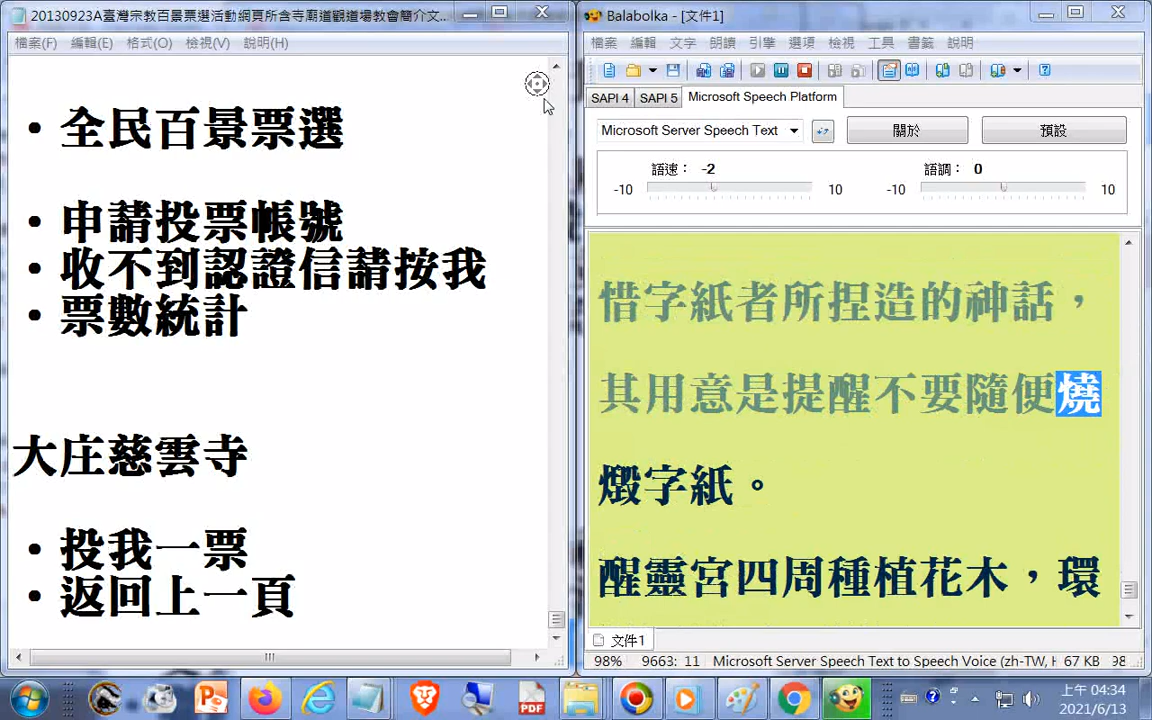 20130923A臺灣宗教百景票選活動網頁所含寺廟道觀道場教會簡介文...
檔案(F) 編輯(E) 格式(O) 檢視(V) 說明(H)
• 全民百景票選
• 申請投票帳號
• 收不到認證信請按我
• 票數統計
大庄慈雲寺
• 投我一票
• 返回上一頁
Balabolka - [文件1]
檔案 編輯 文字 朗讀 引擎 選項 檢視 工具 書籤 說明
SAPI 4 SAPI 5 Microsoft Speech Platform
Microsoft Server Speech Text 關於 預設
語速： -2 語調： 0
-10 10 -10 10
惜字紙者所捏造的神話，
其用意是提醒不要隨便燒
燬字紙。
醒靈宮四周種植花木，環
文件1
98% 9663: 11 Microsoft Server Speech Text to Speech Voice (zh-TW, H 67 KB 98
PDF
上午 04:34
2021/6/13